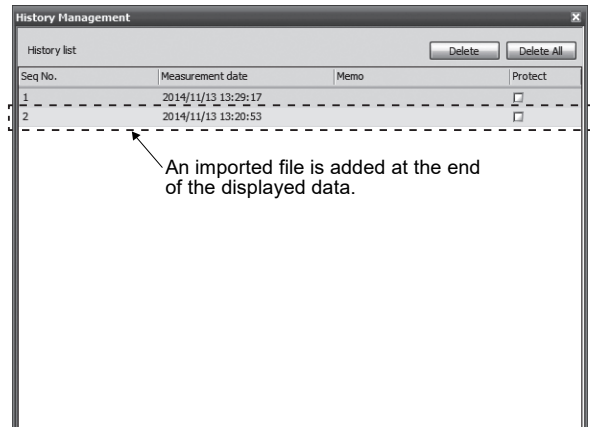 History Management x
History list Delete Delete All
Seq No. Measurement date Memo Protect
1 2014/11/13 13:29:17
2 2014/11/13 13:20:53
An imported file is added at the end
of the displayed data.